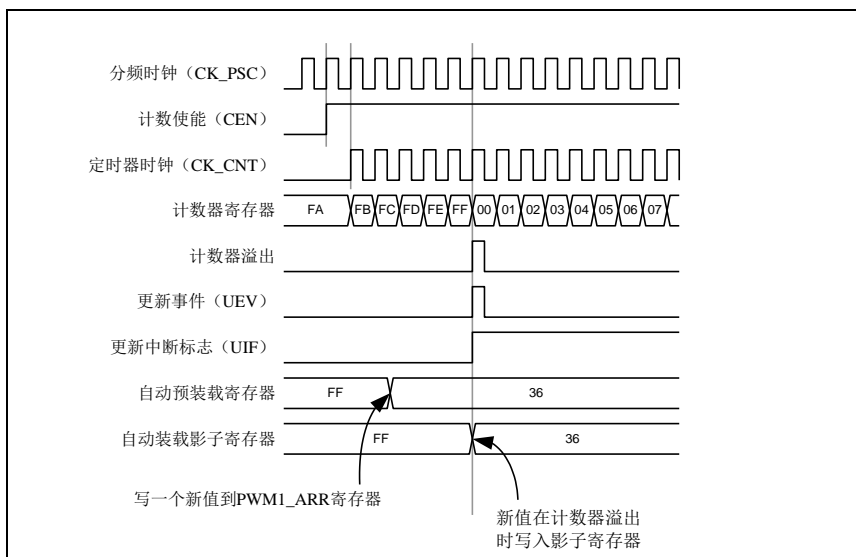 分频时钟（CK_PSC）
计数使能（CEN）
定时器时钟（CK_CNT）
计数器寄存器
FA FB FC FD FE FF 00 01 02 03 04 05 06 07
计数器溢出
更新事件（UEV）
更新中断标志（UIF）
自动预装载寄存器
FF 36
自动装载影子寄存器
FF 36
写一个新值到PWM1_ARR寄存器
新值在计数器溢出
时写入影子寄存器